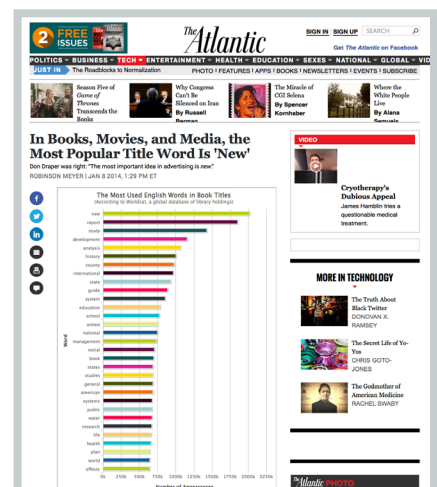 2 FREE
ISSUES
The Atlantic
SIGN IN SIGN UP SEARCH
Get The Atlantic on Facebook
POLITICS BUSINESS TECH ENTERTAINMENT HEALTH EDUCATION SEXES NATIONAL GLOBAL VID
JUST IN The Roadblocks to Normalization
PHOTO FEATURES APPS BOOKS NEWSLETTERS EVENTS SUBSCRIBE
Season Five of
Game of
Thrones
Transcends the
Books
Why Congress
Can't Be
Silenced on Iran
By Russell
Berman
The Miracle of
CGI Selena
By Spencer
Kornhaber
Where the
White People
Live
By Alana
Semuels
In Books, Movies, and Media, the
Most Popular Title Word Is 'New'
Don Draper was right: "The most important idea in advertising is new."
ROBINSON MEYER | JAN 8 2014, 1:29 PM ET
The Most Used English Words in Book Titles
(According to Worldcat, a global database of library holdings)
Word
new
report
study
development
analysis
history
county
international
state
guide
system
education
school
united
national
management
social
book
states
studies
general
american
systems
public
water
research
life
health
plan
world
effects
0k 250k 500k 750k 1000k 1250k 1500k 1750k 2000k 2250k
Number of Appearances
VIDEO
Cryotherapy's
Dubious Appeal
James Hamblin tries a
questionable medical
treatment.
MORE IN TECHNOLOGY
The Truth About
Black Twitter
DONOVAN X.
RAMSEY
The Secret Life of Yo-
Yos
CHRIS GOTO-
JONES
The Godmother of
American Medicine
RACHEL SWABY
The Atlantic PHOTO